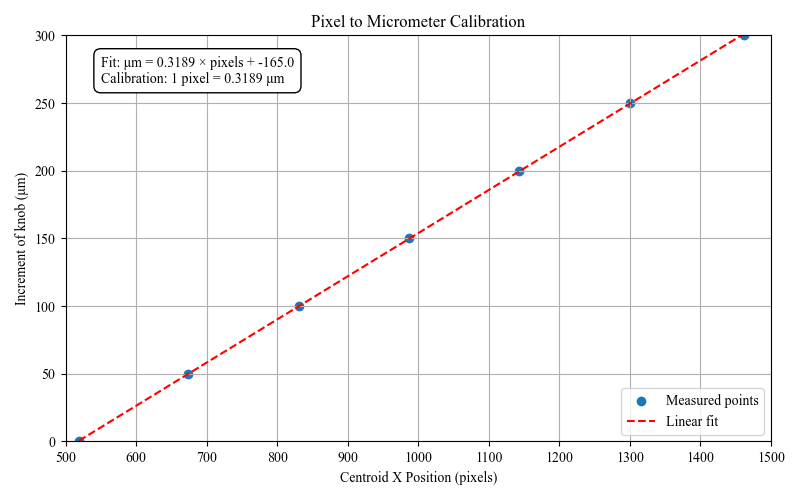 Pixel to Micrometer Calibration
Fit: μm = 0.3189 × pixels + -165.0
Calibration: 1 pixel = 0.3189 μm
Increment of knob (μm)
300
250
200
150
100
50
0
500 600 700 800 900 1000 1100 1200 1300 1400 1500
Centroid X Position (pixels)
Measured points
Linear fit